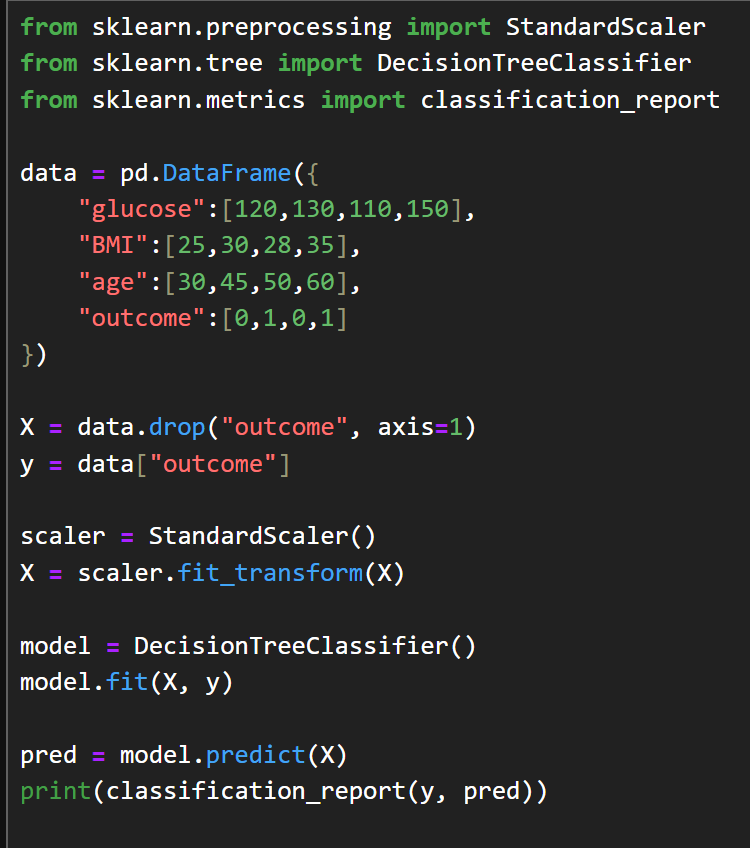 from sklearn.preprocessing import StandardScaler
from sklearn.tree import DecisionTreeClassifier
from sklearn.metrics import classification_report

data = pd.DataFrame({
    "glucose":[120,130,110,150],
    "BMI":[25,30,28,35],
    "age":[30,45,50,60],
    "outcome":[0,1,0,1]
})

X = data.drop("outcome", axis=1)
y = data["outcome"]

scaler = StandardScaler()
X = scaler.fit_transform(X)

model = DecisionTreeClassifier()
model.fit(X, y)

pred = model.predict(X)
print(classification_report(y, pred))